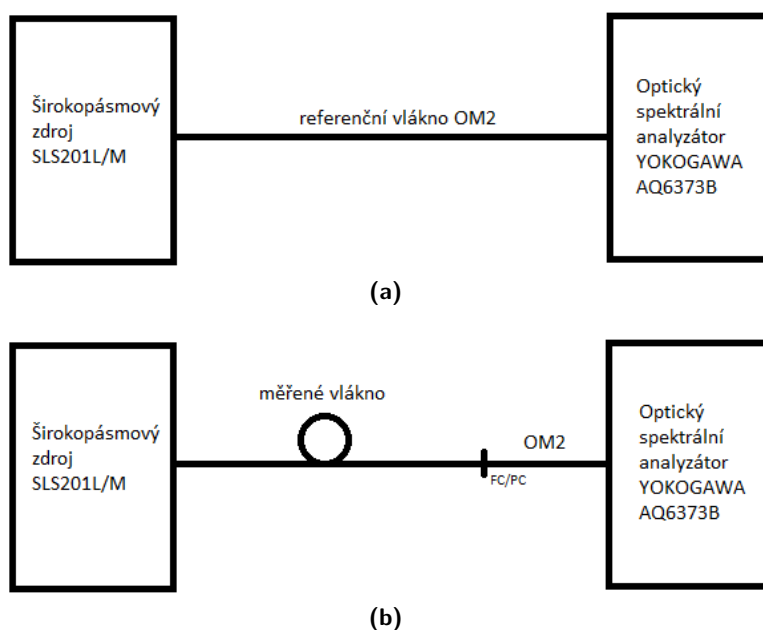 Širokopásmový
zdroj
SLS201L/M
referenční vlákno OM2
Optický
spektrální
analyzátor
YOKOGAWA
AQ6373B
(a)
Širokopásmový
zdroj
SLS201L/M
měřené vlákno
OM2
FC/PC
Optický
spektrální
analyzátor
YOKOGAWA
AQ6373B
(b)